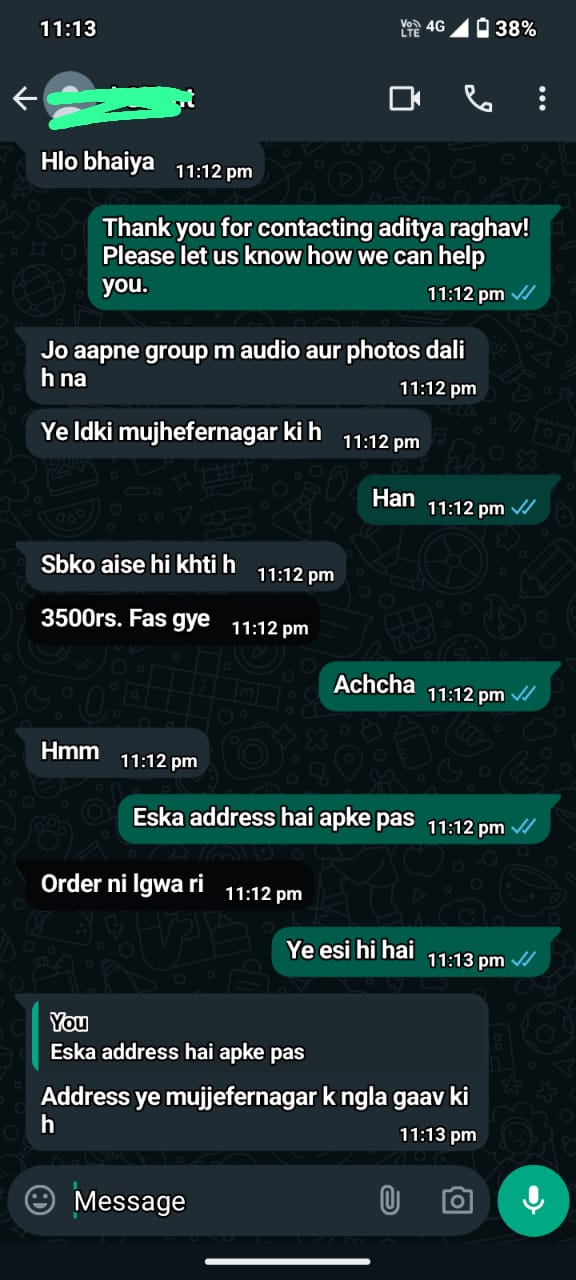 11:13
Vo LTE 4G 38%
Hlo bhaiya 11:12 pm
Thank you for contacting aditya raghav!
Please let us know how we can help
you. 11:12 pm
Jo aapne group m audio aur photos dali
h na 11:12 pm
Ye ldki mujhefernagar ki h 11:12 pm
Han 11:12 pm
Sbko aise hi khti h 11:12 pm
3500rs. Fas gye 11:12 pm
Achcha 11:12 pm
Hmm 11:12 pm
Eska address hai apke pas 11:12 pm
Order ni lgwa ri 11:12 pm
Ye esi hi hai 11:13 pm
You
Eska address hai apke pas
Address ye mujjefernagar k ngla gaav ki
h 11:13 pm
Message